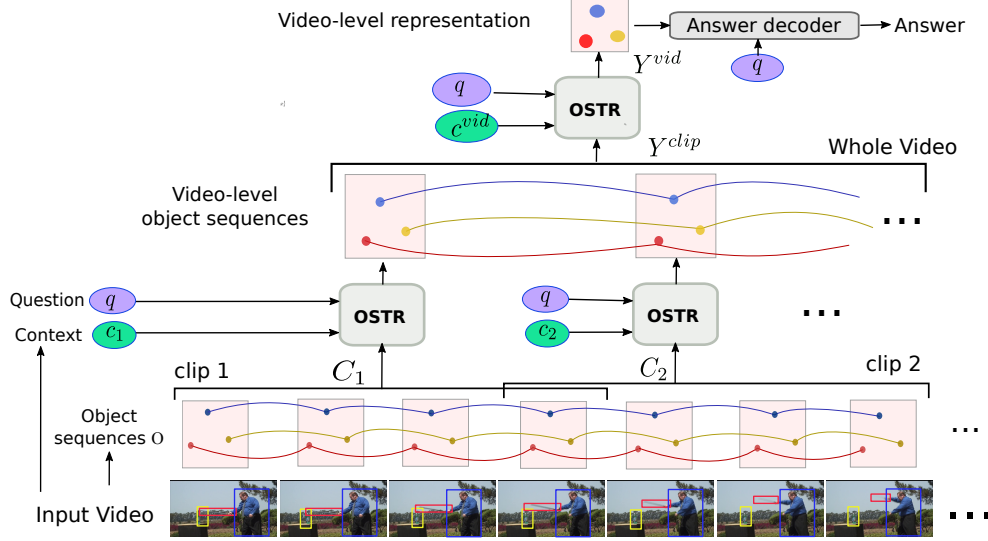 Video-level representation
Answer decoder
Answer
q
Y^{vid}
q
c^{vid}
OSTR
Y^{clip}
Whole Video
Video-level
object sequences
...
Question
q
OSTR
q
OSTR
...
Context
c_1
c_2
clip 1
C_1
C_2
clip 2
Object
sequences O
...
Input Video
...